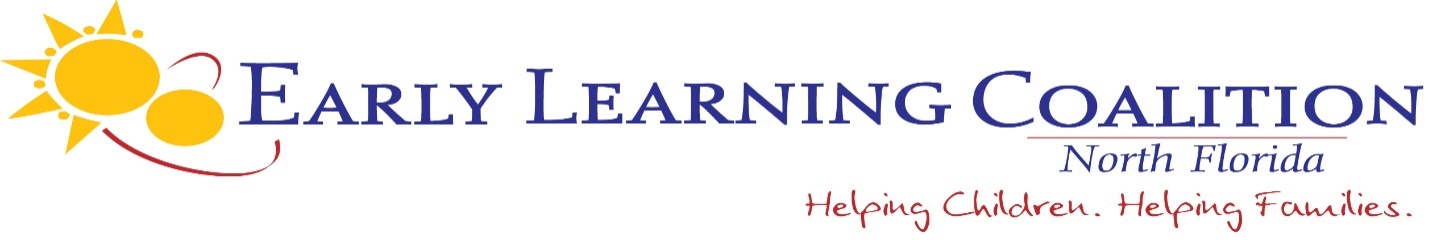 Early Learning Coalition
North Florida
Helping Children. Helping Families.